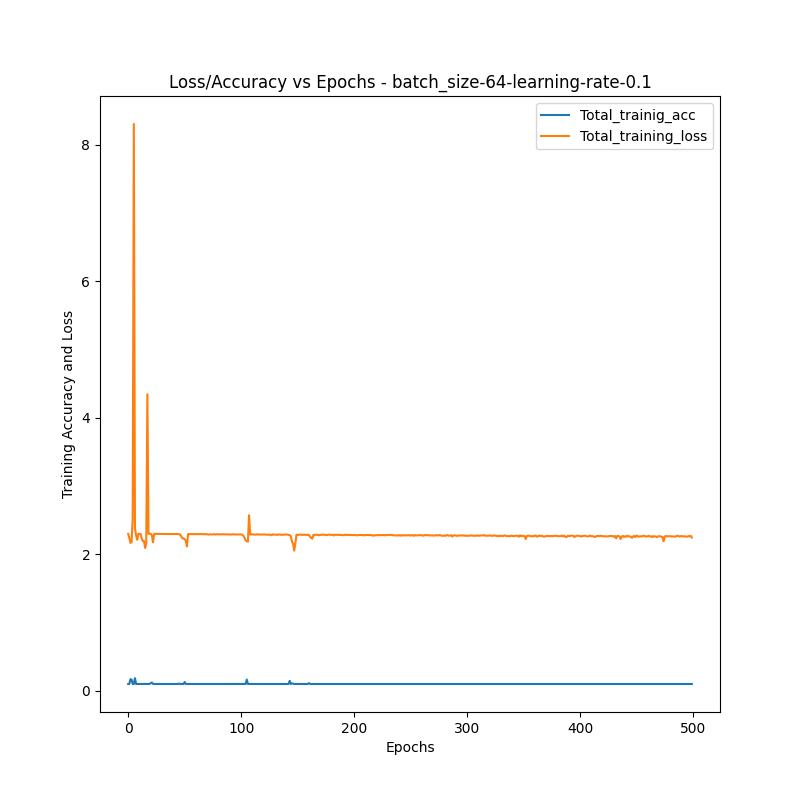 Loss/Accuracy vs Epochs - batch_size-64-learning-rate-0.1
Total_trainig_acc
Total_training_loss
Training Accuracy and Loss
8
6
4
2
0
0 100 200 300 400 500
Epochs